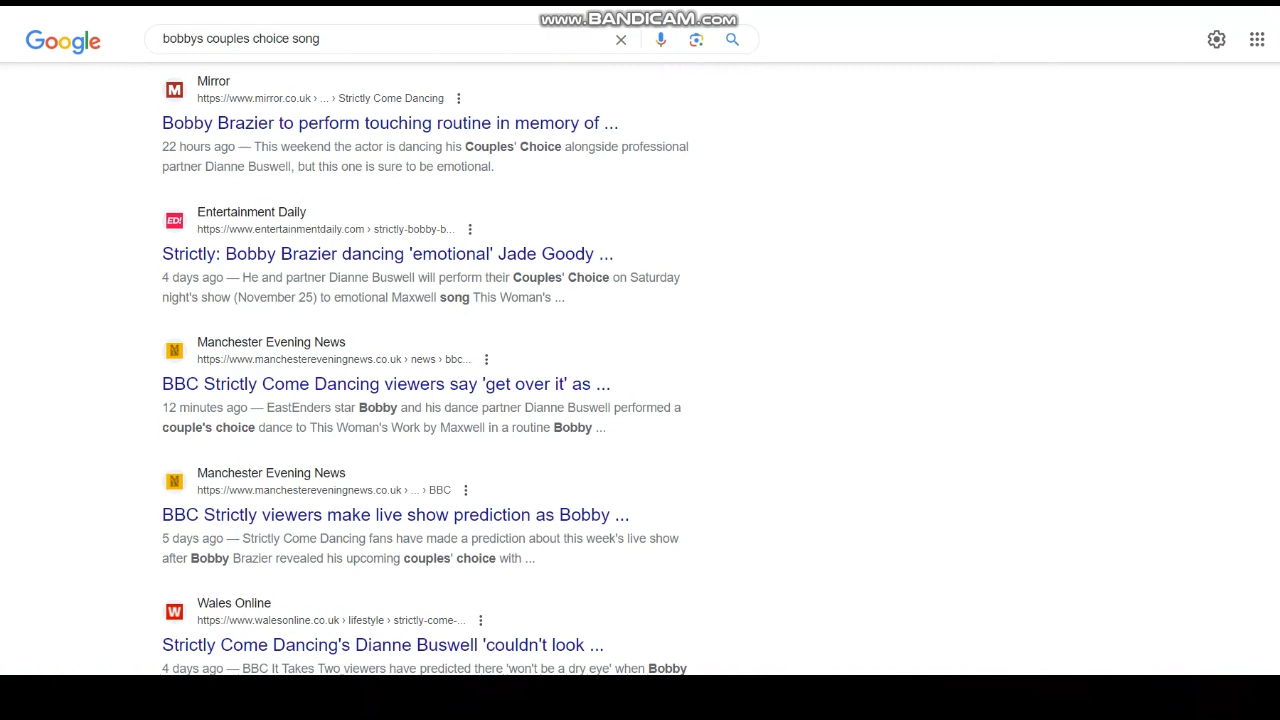 www.BANDICAM.com
Google
bobbys couples choice song
M
Mirror
https://www.mirror.co.uk › ... › Strictly Come Dancing
Bobby Brazier to perform touching routine in memory of ...
22 hours ago — This weekend the actor is dancing his Couples' Choice alongside professional
partner Dianne Buswell, but this one is sure to be emotional.
ED!
Entertainment Daily
https://www.entertainmentdaily.com › strictly-bobby-b...
Strictly: Bobby Brazier dancing 'emotional' Jade Goody ...
4 days ago — He and partner Dianne Buswell will perform their Couples' Choice on Saturday
night's show (November 25) to emotional Maxwell song This Woman's ...
Manchester Evening News
https://www.manchestereveningnews.co.uk › news › bbc...
BBC Strictly Come Dancing viewers say 'get over it' as ...
12 minutes ago — EastEnders star Bobby and his dance partner Dianne Buswell performed a
couple's choice dance to This Woman's Work by Maxwell in a routine Bobby ...
Manchester Evening News
https://www.manchestereveningnews.co.uk › ... › BBC
BBC Strictly viewers make live show prediction as Bobby ...
5 days ago — Strictly Come Dancing fans have made a prediction about this week's live show
after Bobby Brazier revealed his upcoming couples' choice with ...
W
Wales Online
https://www.walesonline.co.uk › lifestyle › strictly-come-...
Strictly Come Dancing's Dianne Buswell 'couldn't look ...
4 days ago — BBC It Takes Two viewers have predicted there 'won't be a dry eye' when Bobby